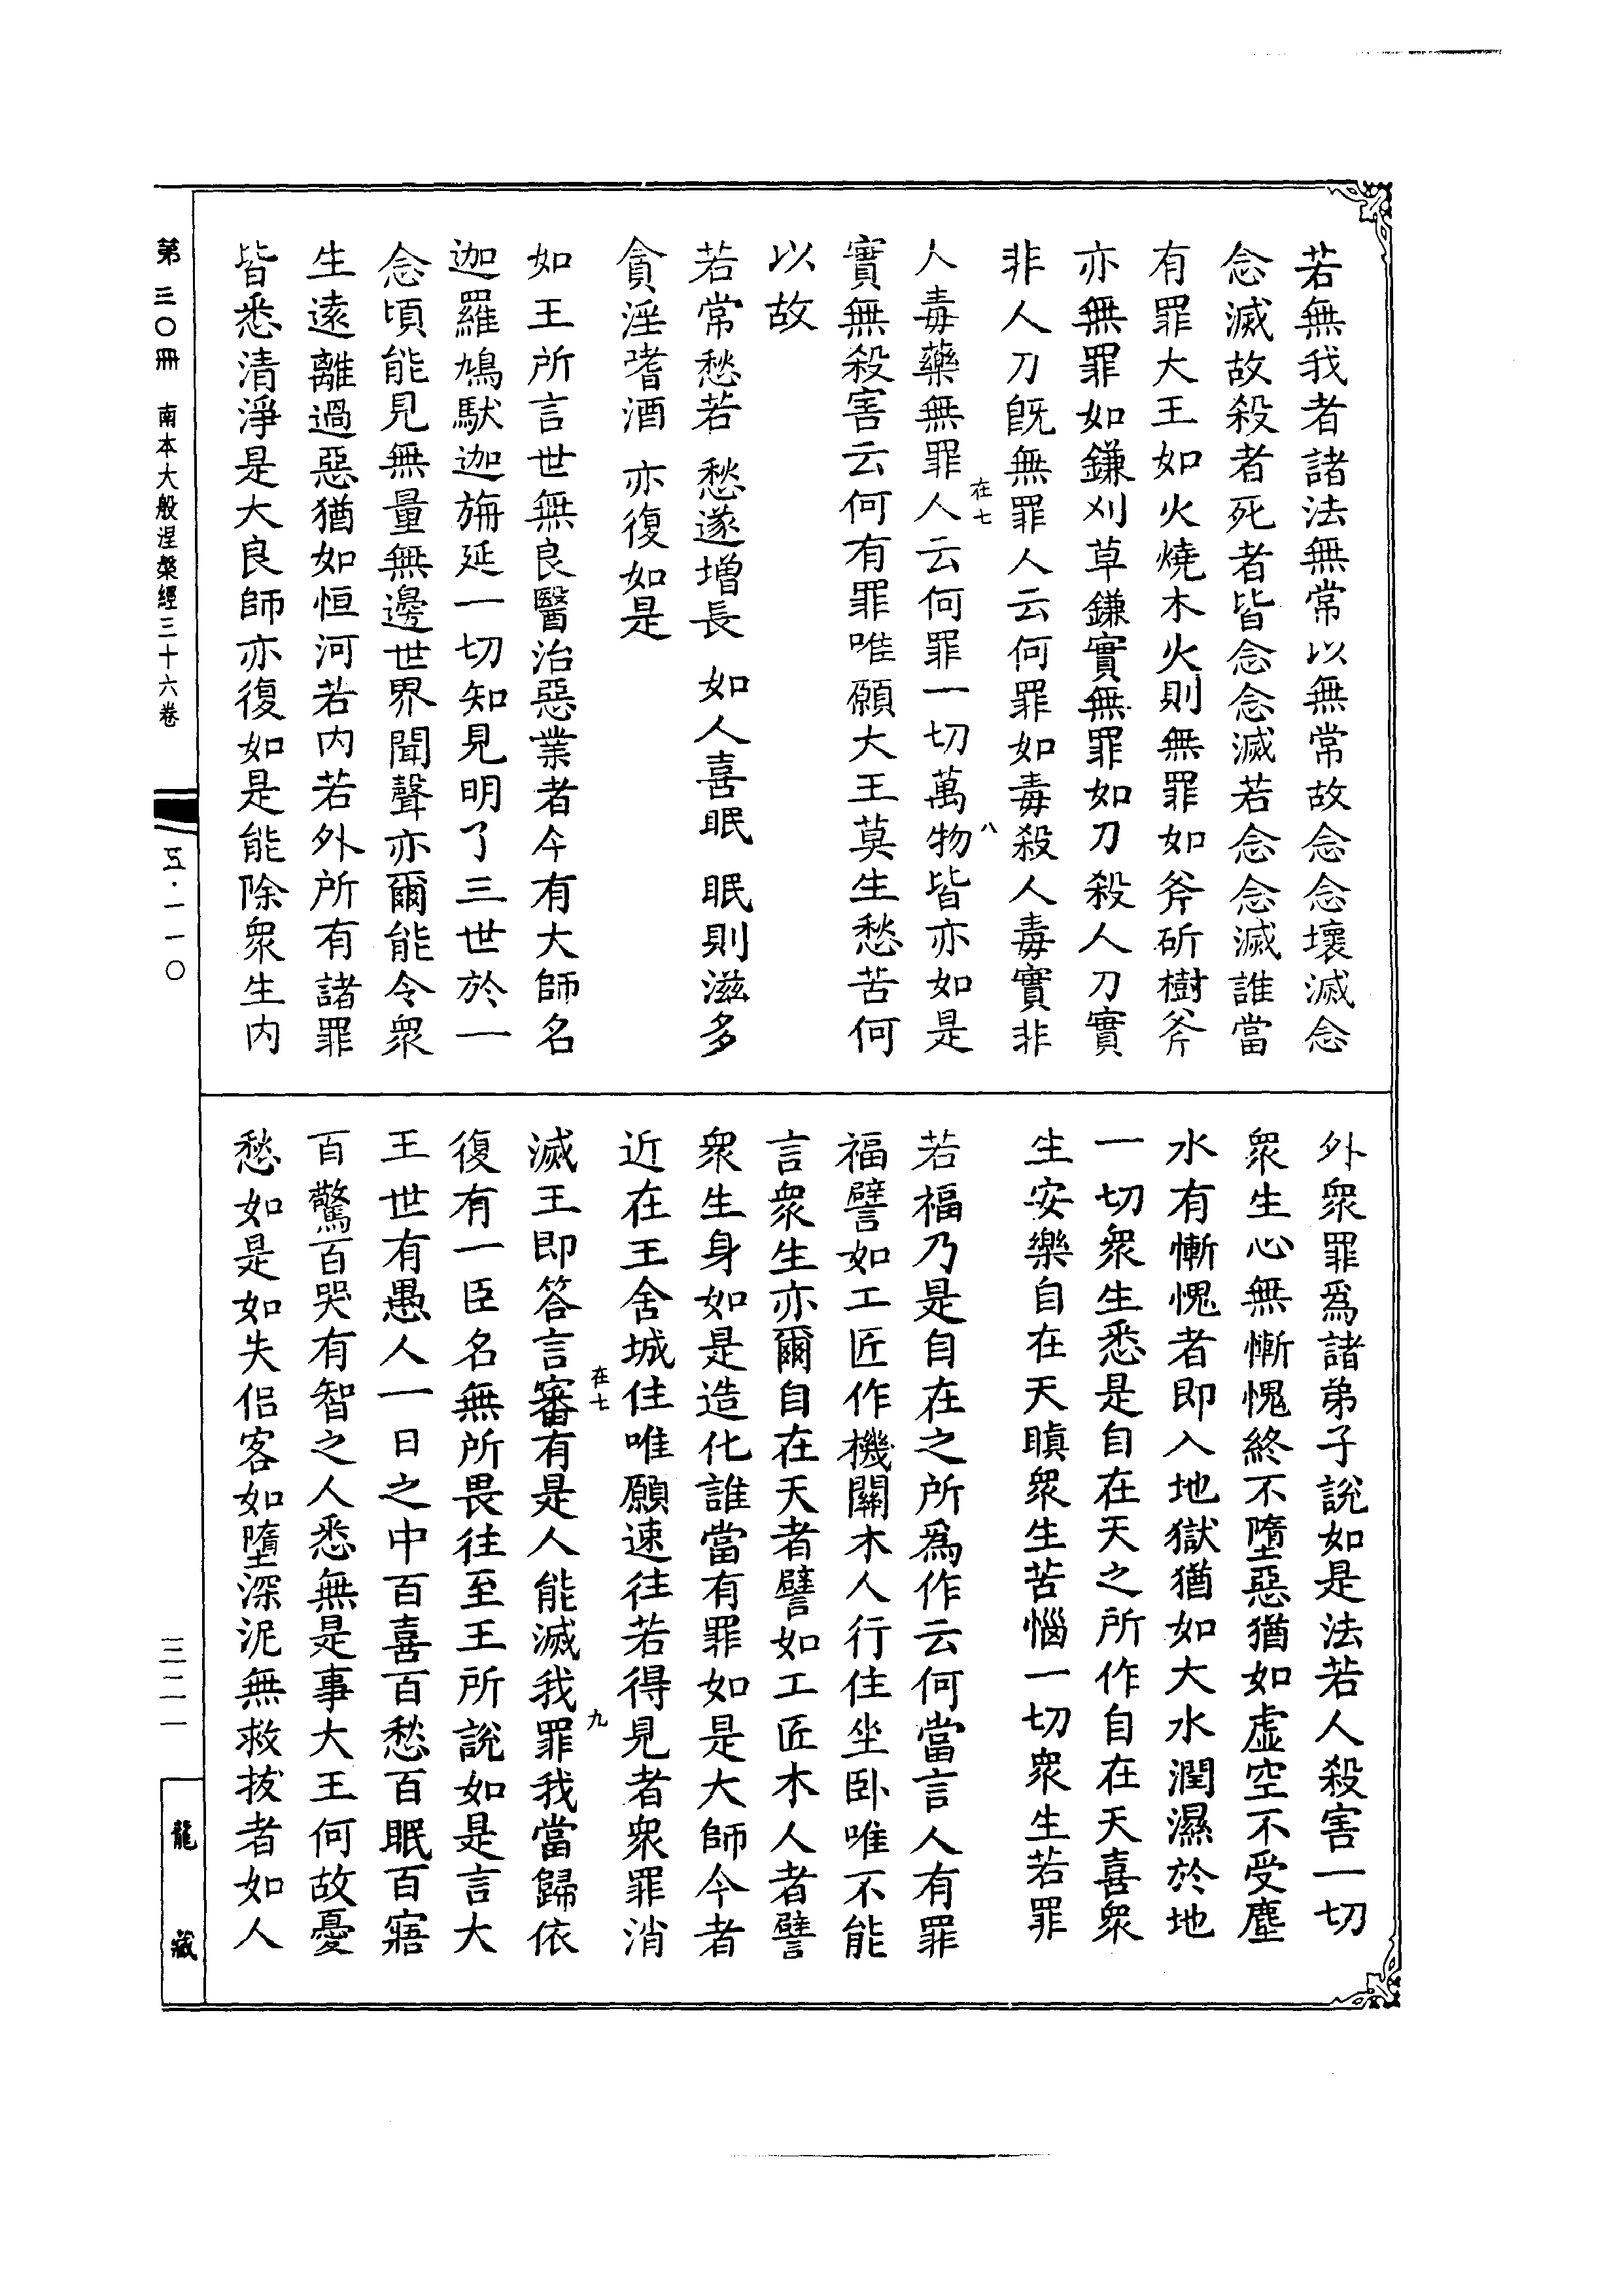 若無我者諸法無常以無常故念念壞滅念
念滅故殺者死者皆念念滅若念念滅誰當
有罪大王如火燒木火則無罪如斧斫樹斧
亦無罪如鎌刈草鎌實無罪如刀殺人刀實
非人刀旣無罪人云何罪如毒殺人毒實非
在七
八
人毒藥無罪人云何罪一切萬物皆亦如是
實無殺害云何有罪唯願大王莫生愁苦何
以故
若常愁若 愁遂增長 如人喜眠 眠則滋多
貪淫嗜酒 亦復如是
如王所言世無良醫治惡業者今有大師名
迦羅鳩馱迦旃延一切知見明了三世於一
念頃能見無量無邊世界聞聲亦爾能令衆
生遠離過惡猶如恒河若内若外所有諸罪
皆悉清淨是大良師亦復如是能除衆生内
外衆罪爲諸弟子說如是法若人殺害一切
衆生心無慚愧終不墮惡猶如虛空不受塵
水有慚愧者即入地獄猶如大水潤濕於地
一切衆生悉是自在天之所作自在天喜衆
生安樂自在天瞋衆生苦惱一切衆生若罪
若福乃是自在之所爲作云何當言人有罪
福譬如工匠作機關木人行住坐臥唯不能
言衆生亦爾自在天者譬如工匠木人者譬
衆生身如是造化誰當有罪如是大師今者
近在王舍城住唯願速往若得見者衆罪消
在七
九
滅王即答言審有是人能滅我罪我當歸依
復有一臣名無所畏往至王所說如是言大
王世有愚人一日之中百喜百愁百眠百寤
百驚百哭有智之人悉無是事大王何故憂
愁如是如失侶客如墮深泥無救拔者如人
第三〇冊 南本大般涅槃經三十六卷
五·一一〇
三二一
龍藏